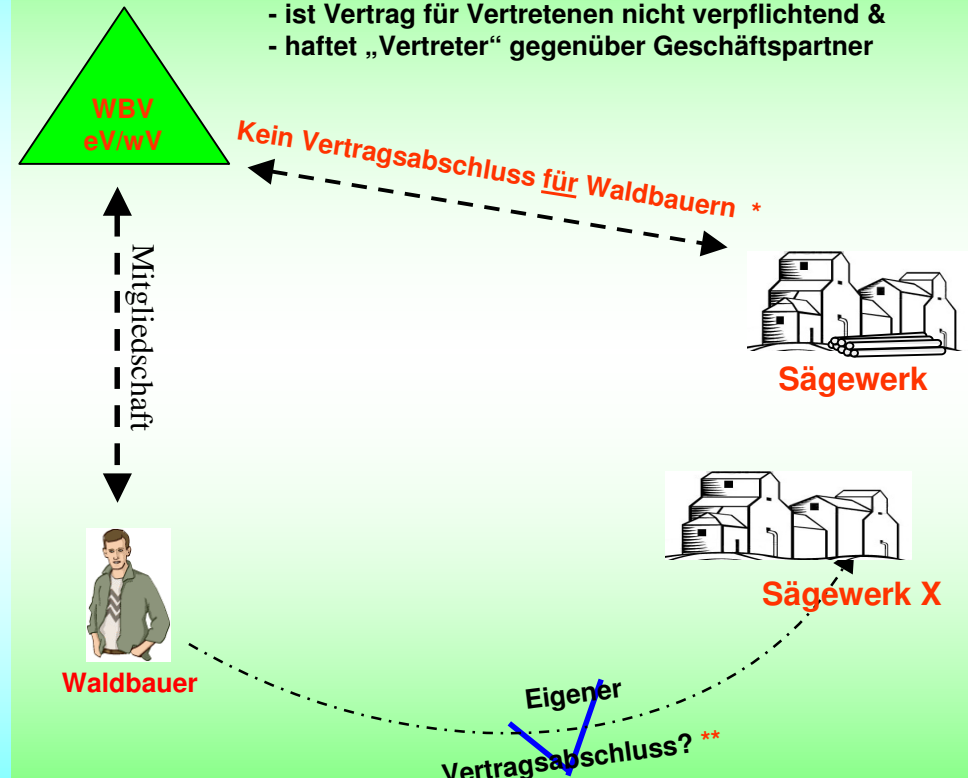 - ist Vertrag für Vertretenen nicht verpflichtend &
- haftet „Vertreter“ gegenüber Geschäftspartner
WBV
eV/wV
Kein Vertragsabschluss für Waldbauern *
Mitgliedschaft
Sägewerk
Sägewerk X
Waldbauer
Eigener
Vertragsabschluss? **